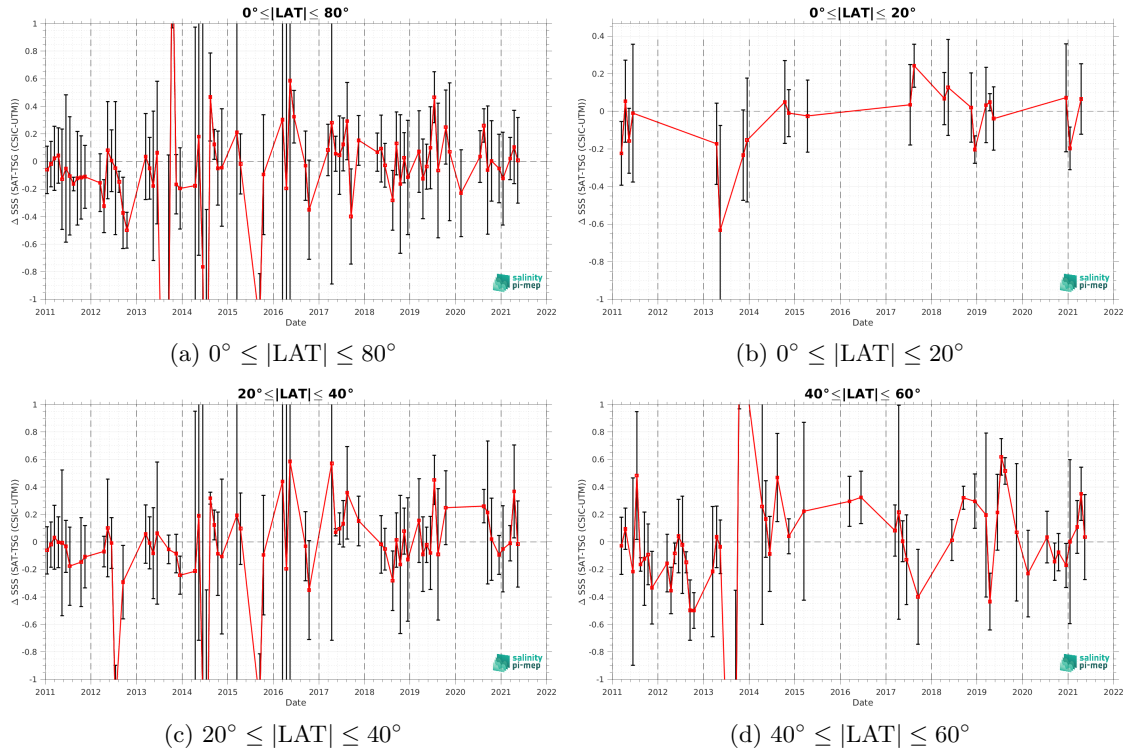 0°≤|LAT|≤ 80°
Δ SSS (SAT-TSG (CSIC-UTM))
1
0.8
0.6
0.4
0.2
0
-0.2
-0.4
-0.6
-0.8
-1
2011 2012 2013 2014 2015 2016 2017 2018 2019 2020 2021 2022
Date
salinity
pi-mep
(a) 0° ≤ |LAT| ≤ 80°
0°≤|LAT|≤ 20°
Δ SSS (SAT-TSG (CSIC-UTM))
0.4
0.2
0
-0.2
-0.4
-0.6
-0.8
-1
2011 2012 2013 2014 2015 2016 2017 2018 2019 2020 2021 2022
Date
salinity
pi-mep
(b) 0° ≤ |LAT| ≤ 20°
20°≤|LAT|≤ 40°
Δ SSS (SAT-TSG (CSIC-UTM))
1
0.8
0.6
0.4
0.2
0
-0.2
-0.4
-0.6
-0.8
-1
2011 2012 2013 2014 2015 2016 2017 2018 2019 2020 2021 2022
Date
salinity
pi-mep
(c) 20° ≤ |LAT| ≤ 40°
40°≤|LAT|≤ 60°
Δ SSS (SAT-TSG (CSIC-UTM))
1
0.8
0.6
0.4
0.2
0
-0.2
-0.4
-0.6
-0.8
-1
2011 2012 2013 2014 2015 2016 2017 2018 2019 2020 2021 2022
Date
salinity
pi-mep
(d) 40° ≤ |LAT| ≤ 60°